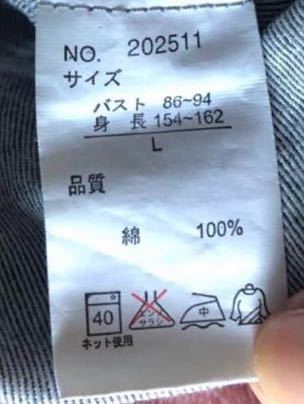 NO. 202511
サイズ
バスト 86~94
身長 154~162
L
品質
綿 100%
40 エンソサラシ 中
ネット使用